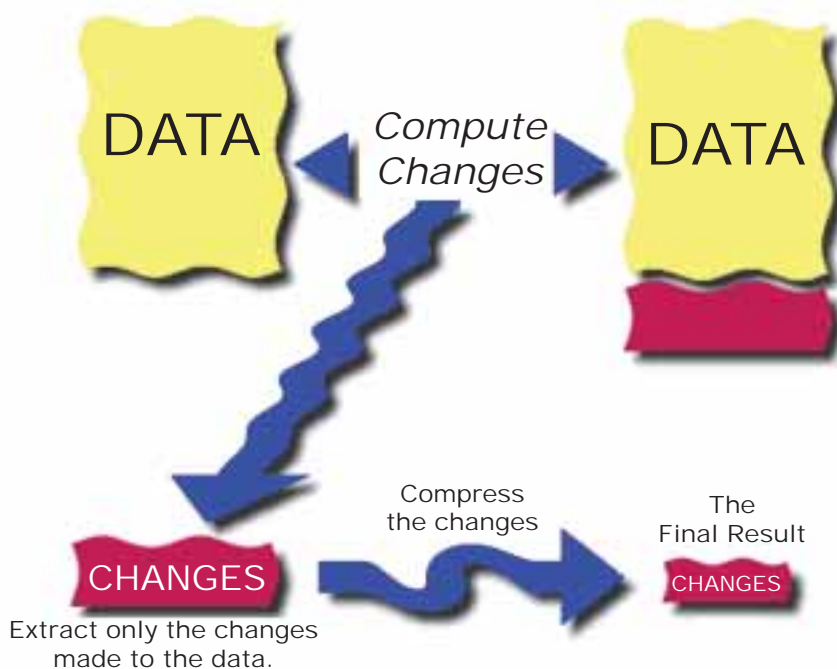 DATA
Compute
Changes
DATA
CHANGES
Extract only the changes
made to the data.
Compress
the changes
The
Final Result
CHANGES